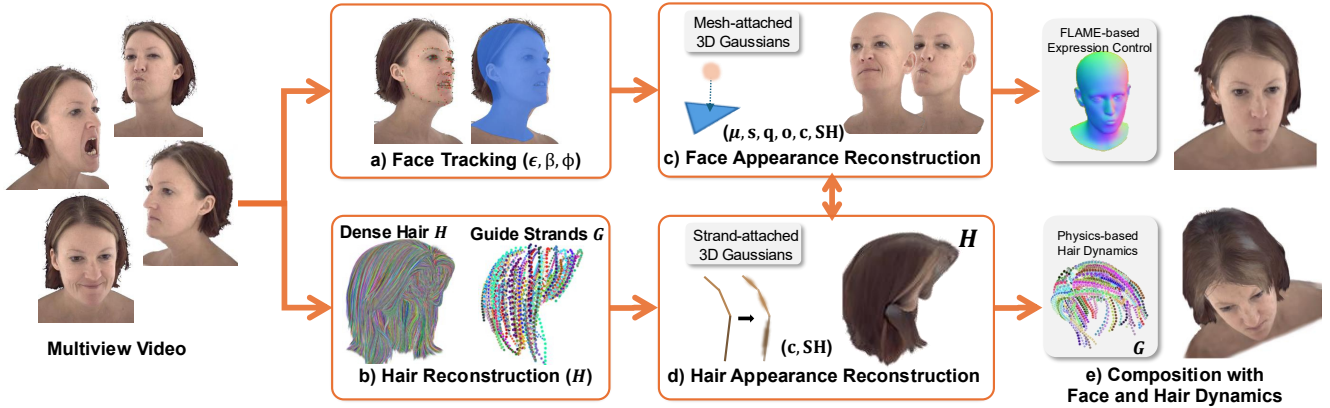 Multiview Video
a) Face Tracking (ϵ, β, ϕ)
Dense Hair H
Guide Strands G
b) Hair Reconstruction (H)
Mesh-attached
3D Gaussians
(μ, s, q, o, c, SH)
c) Face Appearance Reconstruction
Strand-attached
3D Gaussians
H
(c, SH)
d) Hair Appearance Reconstruction
FLAME-based
Expression Control
Physics-based
Hair Dynamics
G
e) Composition with
Face and Hair Dynamics